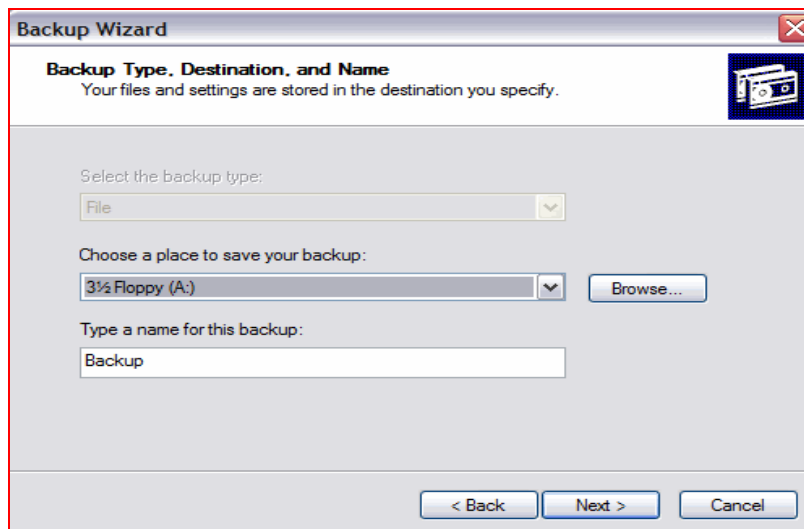 Backup Wizard
Backup Type, Destination, and Name
Your files and settings are stored in the destination you specify.
Select the backup type:
File
Choose a place to save your backup:
3½ Floppy (A:)
Browse...
Type a name for this backup:
Backup
< Back
Next >
Cancel